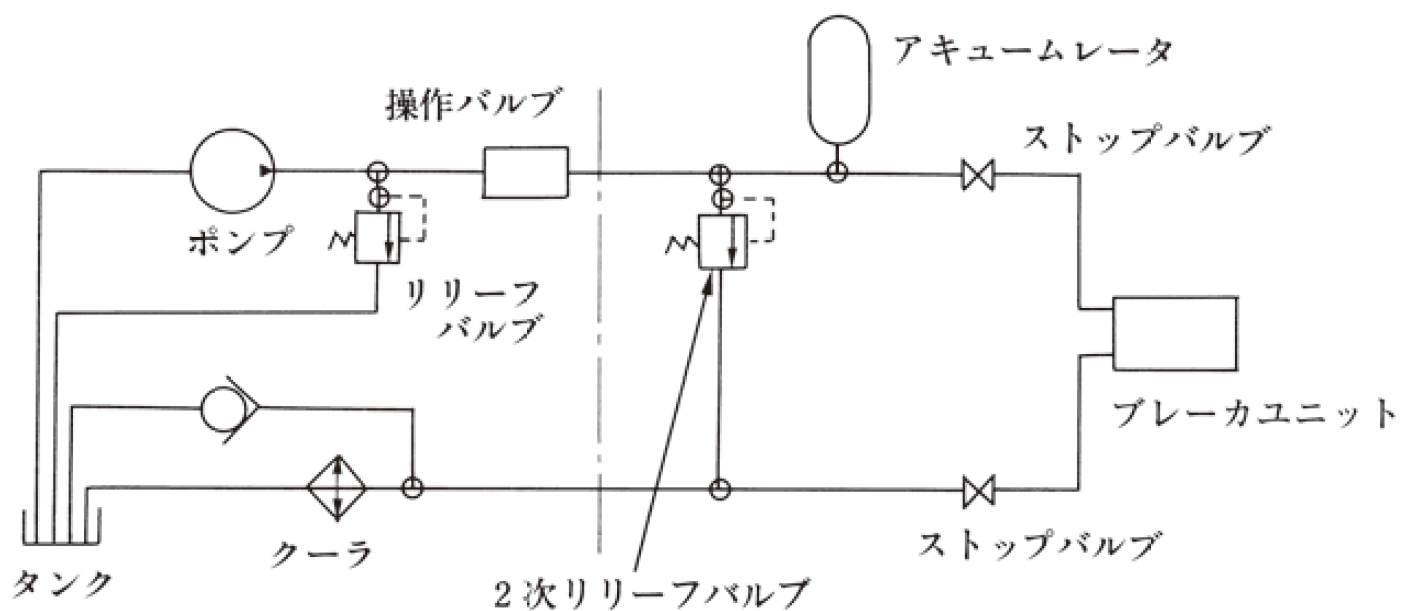 アキュームレータ
操作バルブ
ストップバルブ
ポンプ
リリーフ
バルブ
ブレーカユニット
クーラ
ストップバルブ
タンク
2次リリーフバルブ